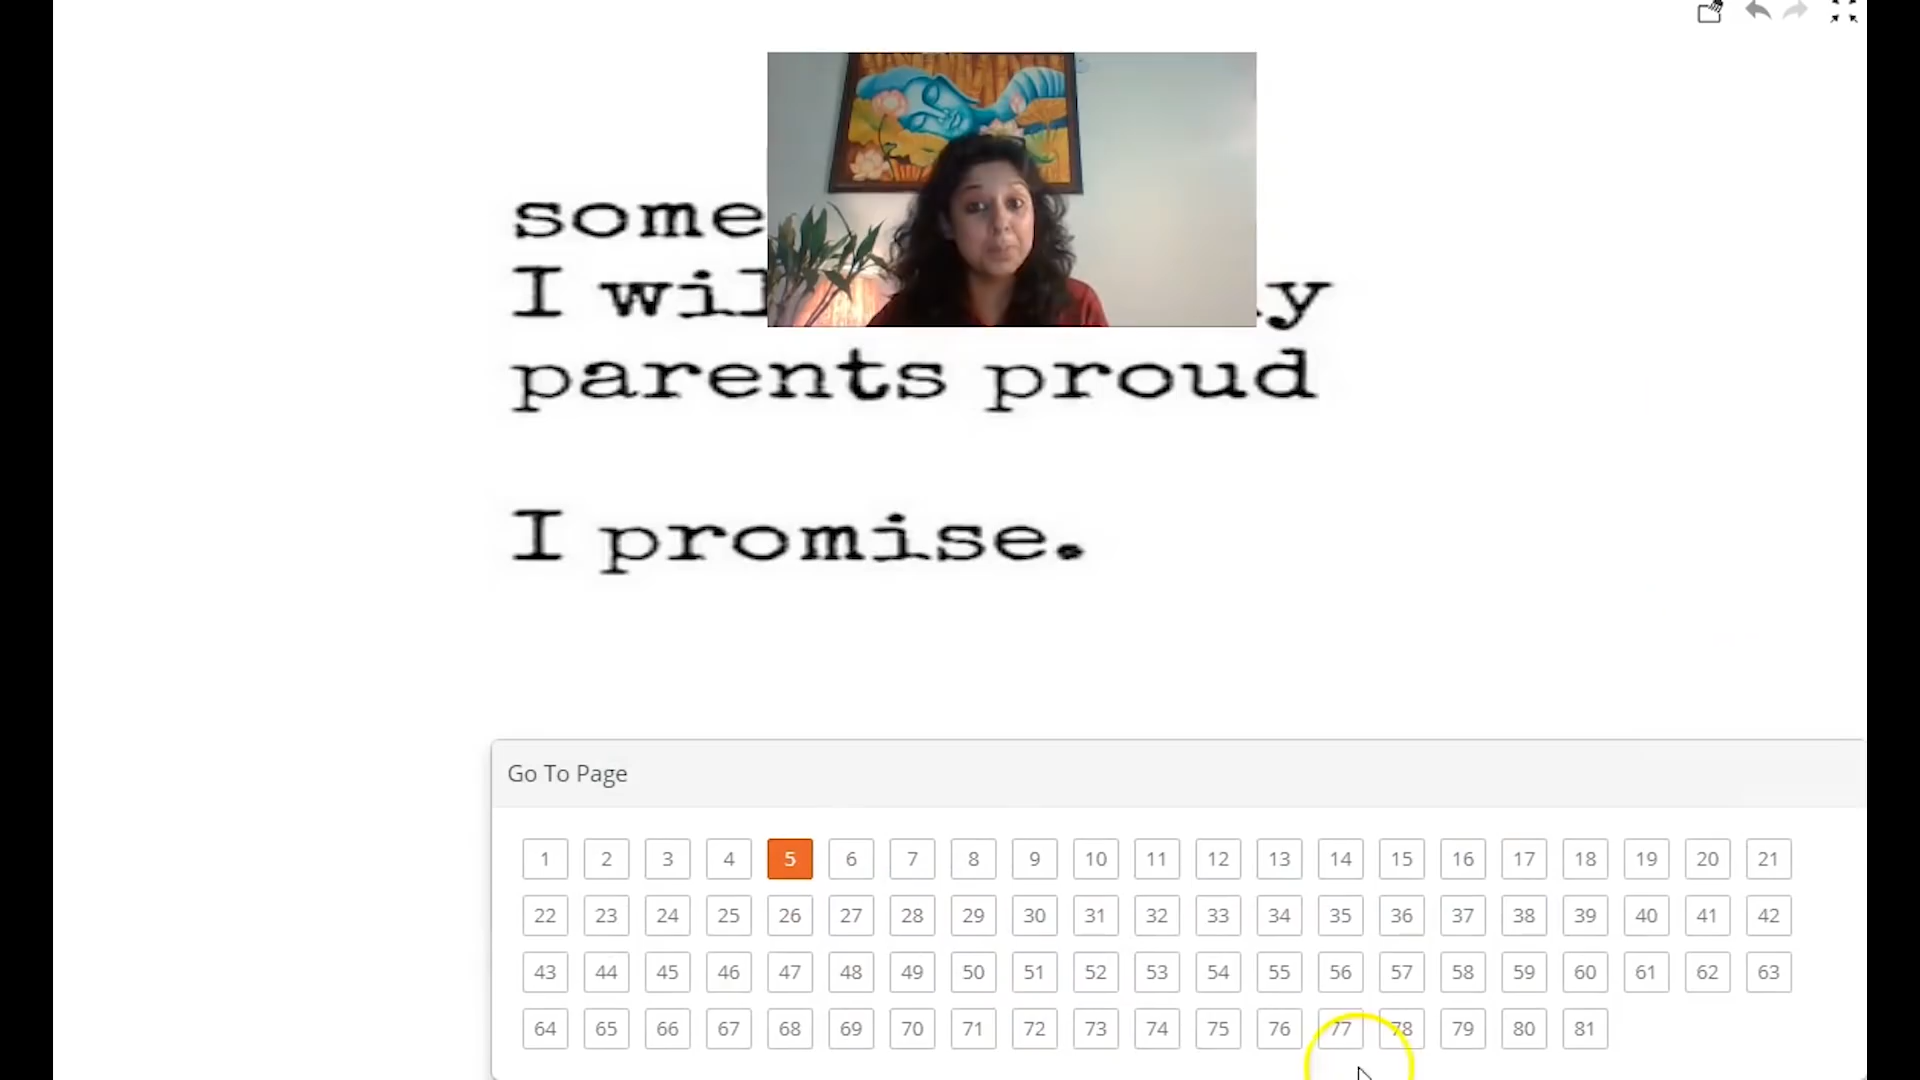 some
I wil
parents proud
I promise.
Go To Page
1 2 3 4 5 6 7 8 9 10 11 12 13 14 15 16 17 18 19 20 21
22 23 24 25 26 27 28 29 30 31 32 33 34 35 36 37 38 39 40 41 42
43 44 45 46 47 48 49 50 51 52 53 54 55 56 57 58 59 60 61 62 63
64 65 66 67 68 69 70 71 72 73 74 75 76 77 78 79 80 81